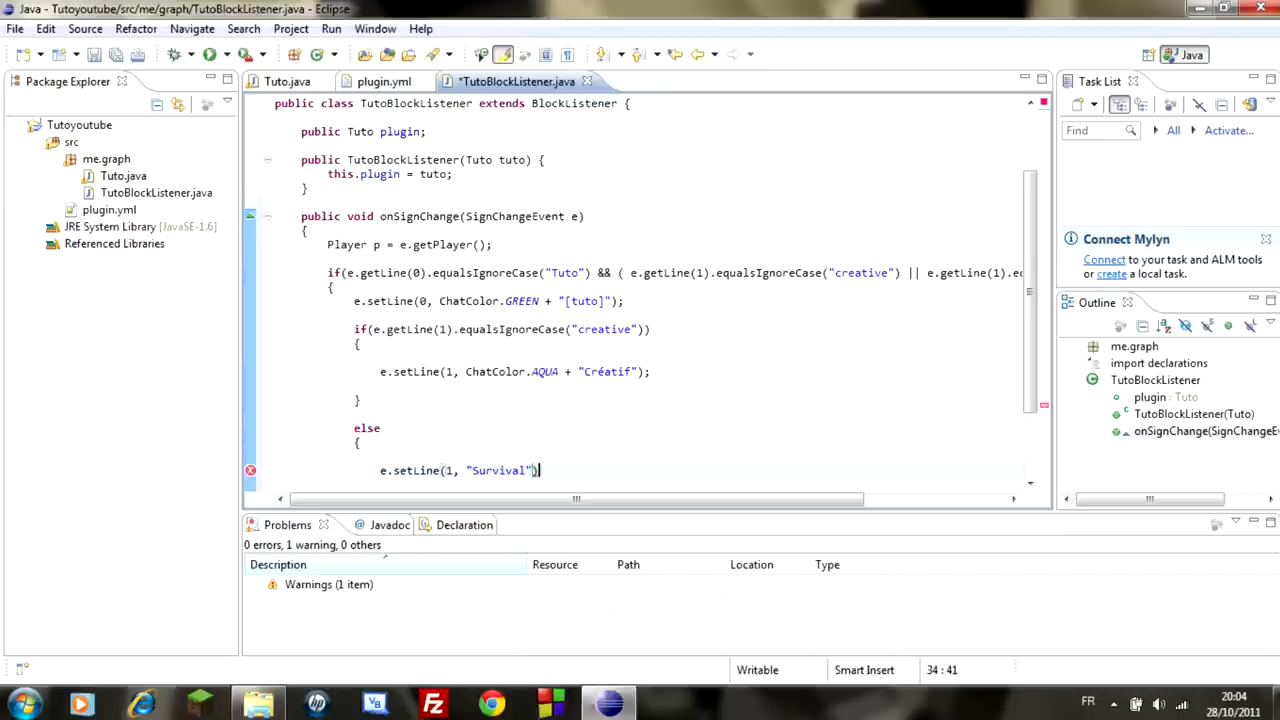 Java - Tutoyoutube/src/me/graph/TutoBlockListener.java - Eclipse
File Edit Source Refactor Navigate Search Project Run Window Help
Java
Package Explorer
Tutoyoutube
src
me.graph
Tuto.java
TutoBlockListener.java
plugin.yml
JRE System Library [JavaSE-1.6]
Referenced Libraries
Tuto.java plugin.yml *TutoBlockListener.java
public class TutoBlockListener extends BlockListener {
public Tuto plugin;
public TutoBlockListener(Tuto tuto) {
this.plugin = tuto;
}
public void onSignChange(SignChangeEvent e)
{
Player p = e.getPlayer();
if(e.getLine(0).equalsIgnoreCase("Tuto") && ( e.getLine(1).equalsIgnoreCase("creative") || e.getLine(1).ec
{
e.setLine(0, ChatColor.GREEN + "[tuto]");
if(e.getLine(1).equalsIgnoreCase("creative"))
{
e.setLine(1, ChatColor.AQUA + "Créatif");
}
else
{
e.setLine(1, "Survival")
Task List
Find All Activate...
Connect Mylyn
Connect to your task and ALM tools
or create a local task.
Outline
me.graph
import declarations
TutoBlockListener
plugin : Tuto
TutoBlockListener(Tuto)
onSignChange(SignChangeE
Problems @ Javadoc Declaration
0 errors, 1 warning, 0 others
Description Resource Path Location Type
Warnings (1 item)
Writable Smart Insert 34 : 41
FR
20:04
28/10/2011